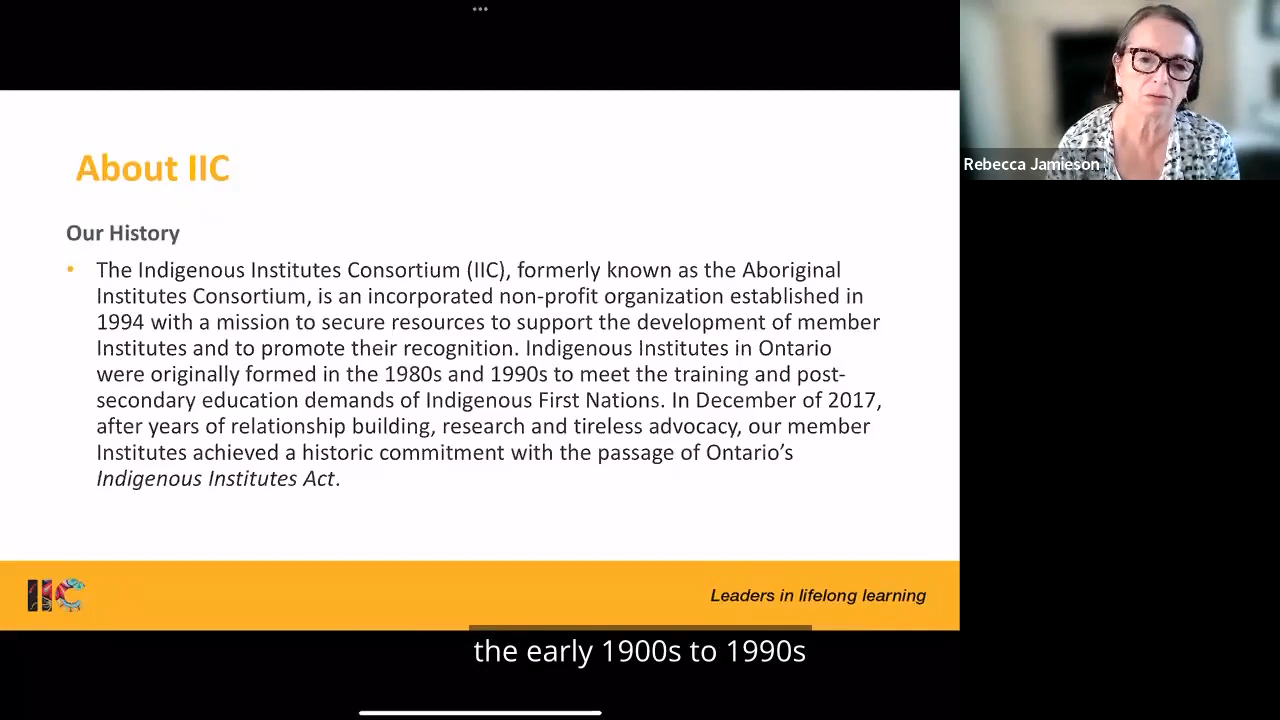 About IIC
Our History
• The Indigenous Institutes Consortium (IIC), formerly known as the Aboriginal
Institutes Consortium, is an incorporated non-profit organization established in
1994 with a mission to secure resources to support the development of member
Institutes and to promote their recognition. Indigenous Institutes in Ontario
were originally formed in the 1980s and 1990s to meet the training and post-
secondary education demands of Indigenous First Nations. In December of 2017,
after years of relationship building, research and tireless advocacy, our member
Institutes achieved a historic commitment with the passage of Ontario’s
Indigenous Institutes Act.
IIC
Leaders in lifelong learning
Rebecca Jamieson
the early 1900s to 1990s